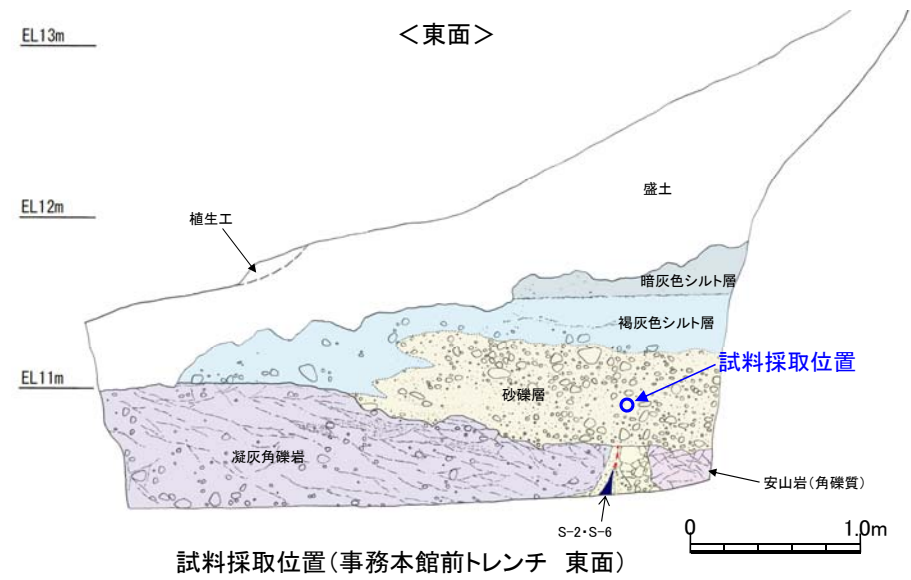 <東面>
EL13m
盛土
EL12m
植生工
暗灰色シルト層
褐灰色シルト層
試料採取位置
EL11m
砂礫層
凝灰角礫岩
安山岩(角礫質)
S-2・S-6
0 1.0m
試料採取位置(事務本館前トレンチ 東面)